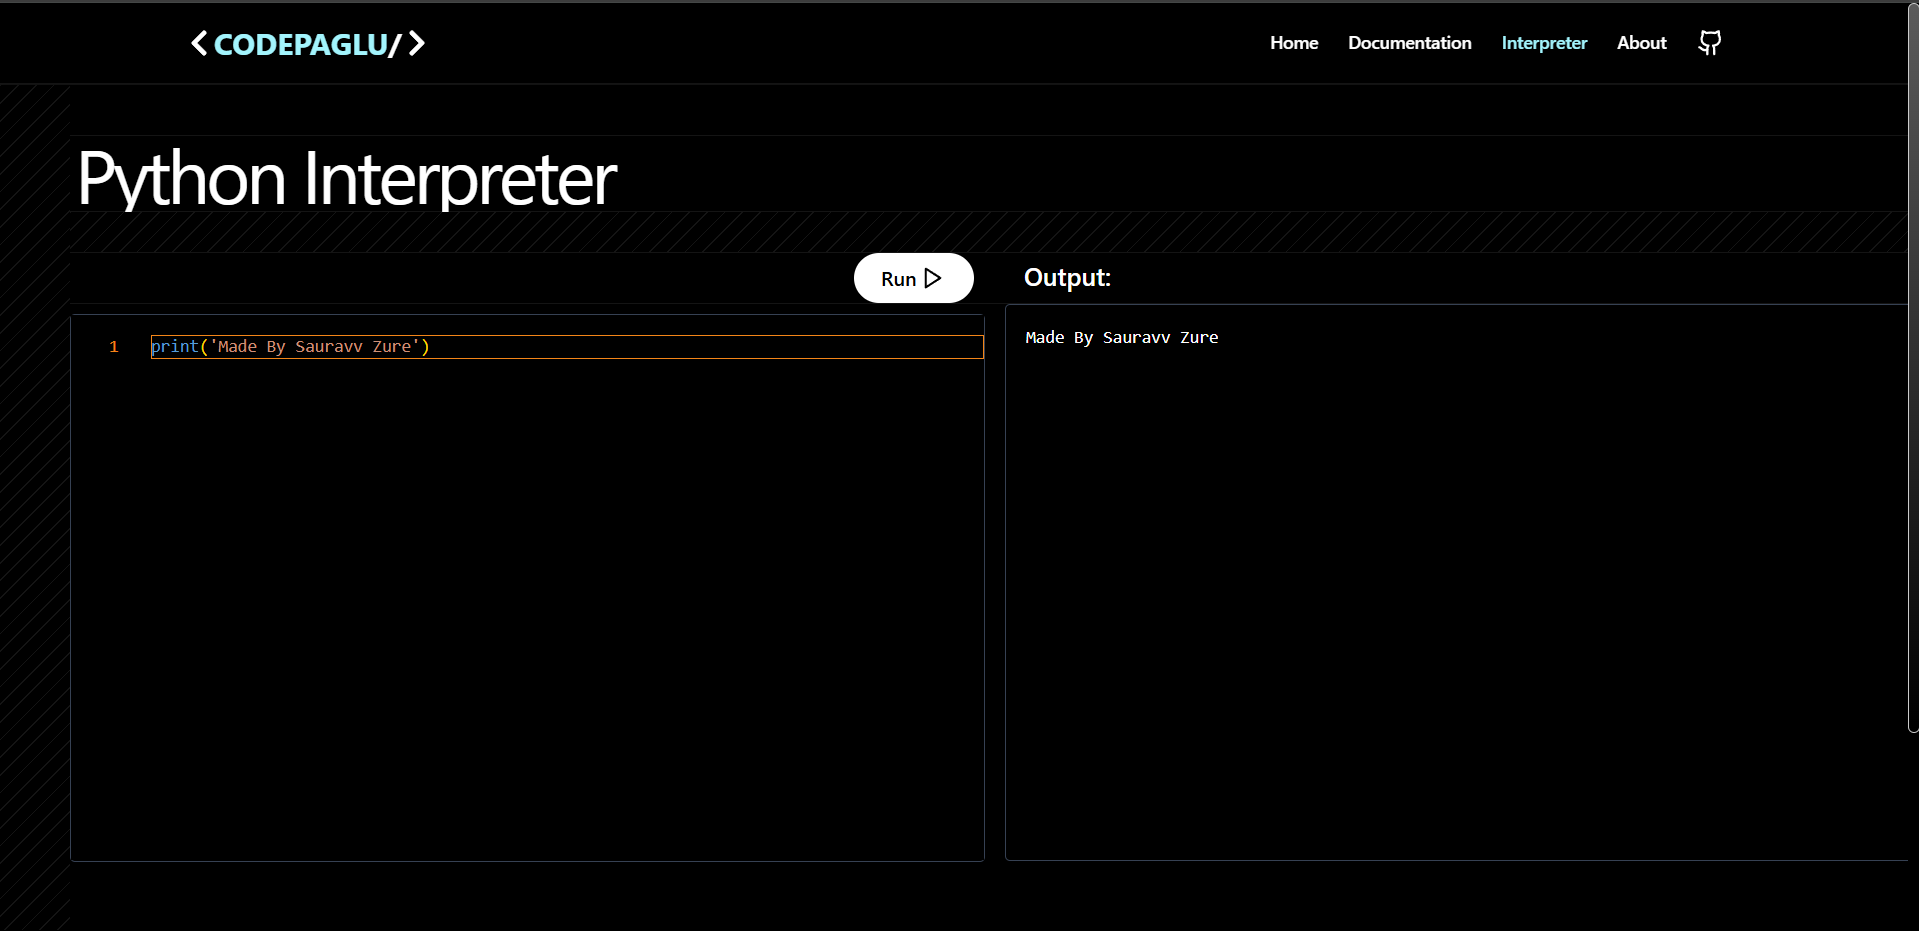 CODEPAGLU/
Home Documentation Interpreter About
Python Interpreter
Run
Output:
1 print('Made By Sauravv Zure')
Made By Sauravv Zure